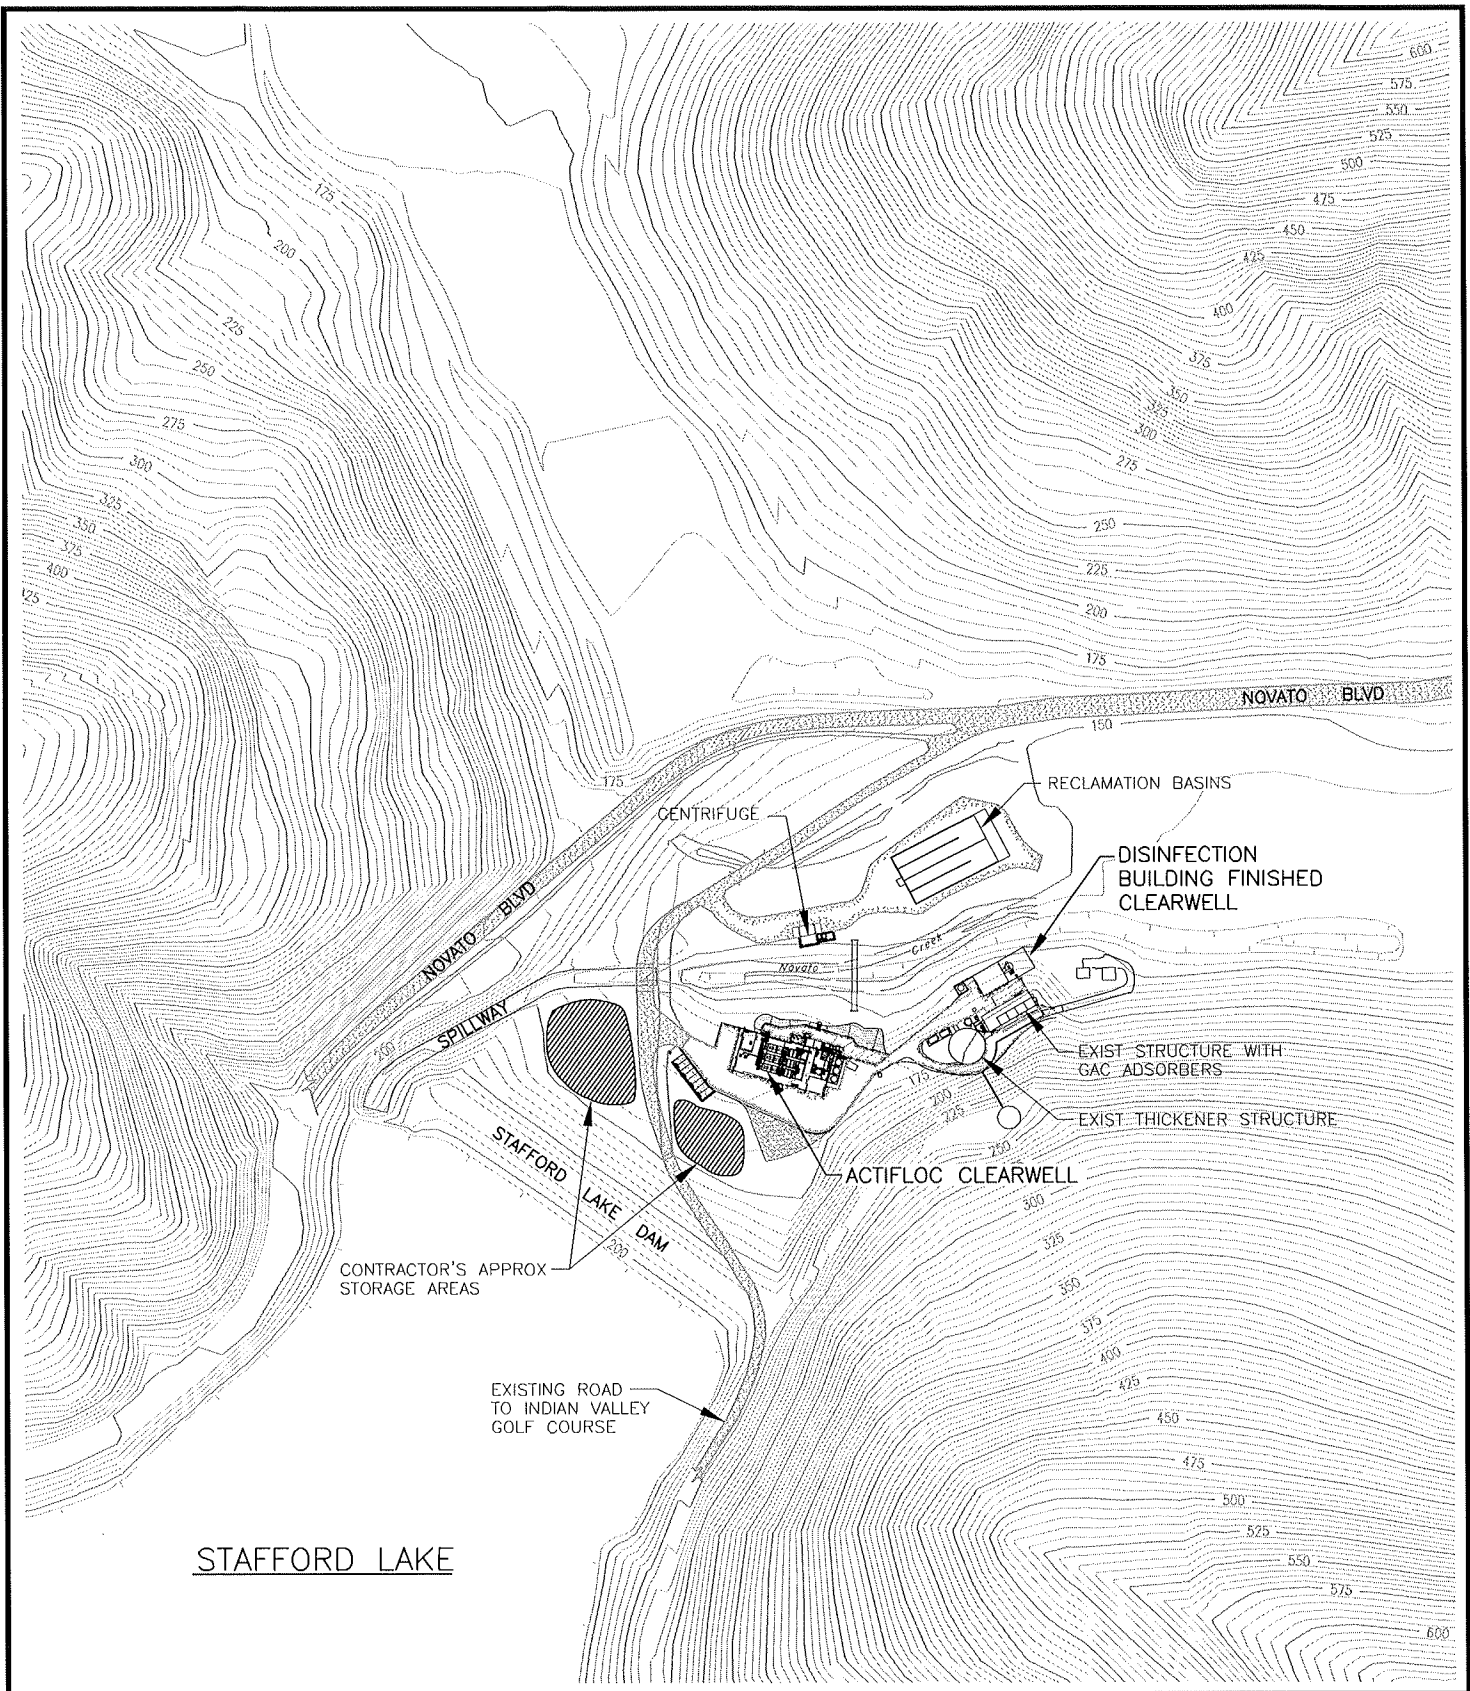 600
575
550
525
500
475
450
425
400
375
350
325
300
275
250
225
200
175
175
200
225
250
275
300
325
350
375
400
425
NOVATO BLVD
150
175
RECLAMATION BASINS
CENTRIFUGE
DISINFECTION
BUILDING FINISHED
CLEARWELL
NOVATO BLVD
Novato Creek
SPILLWAY
200
EXIST STRUCTURE WITH
GAC ADSORBERS
175
200
225
250
EXIST THICKENER STRUCTURE
ACTIFLOC CLEARWELL
STAFFORD LAKE DAM
200
CONTRACTOR'S APPROX
STORAGE AREAS
300
325
350
375
400
425
450
475
500
525
550
575
600
EXISTING ROAD
TO INDIAN VALLEY
GOLF COURSE
STAFFORD LAKE